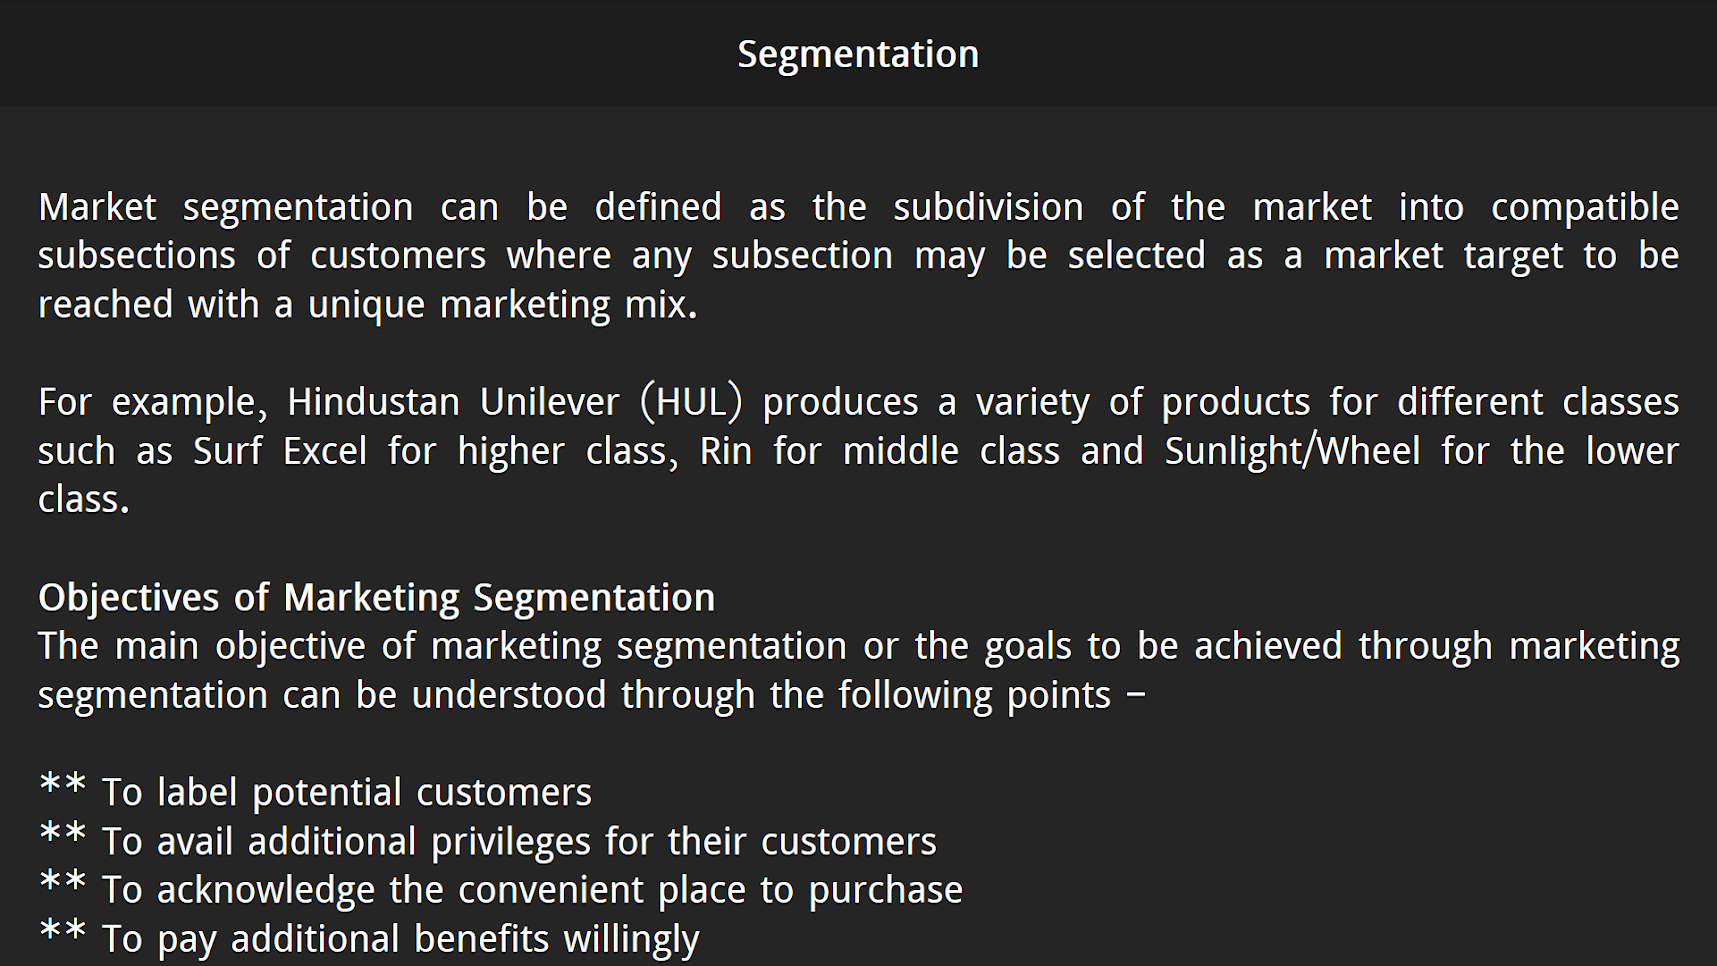 Segmentation
Market segmentation can be defined as the subdivision of the market into compatible
subsections of customers where any subsection may be selected as a market target to be
reached with a unique marketing mix.
For example, Hindustan Unilever (HUL) produces a variety of products for different classes
such as Surf Excel for higher class, Rin for middle class and Sunlight/Wheel for the lower
class.
Objectives of Marketing Segmentation
The main objective of marketing segmentation or the goals to be achieved through marketing
segmentation can be understood through the following points −
** To label potential customers
** To avail additional privileges for their customers
** To acknowledge the convenient place to purchase
** To pay additional benefits willingly